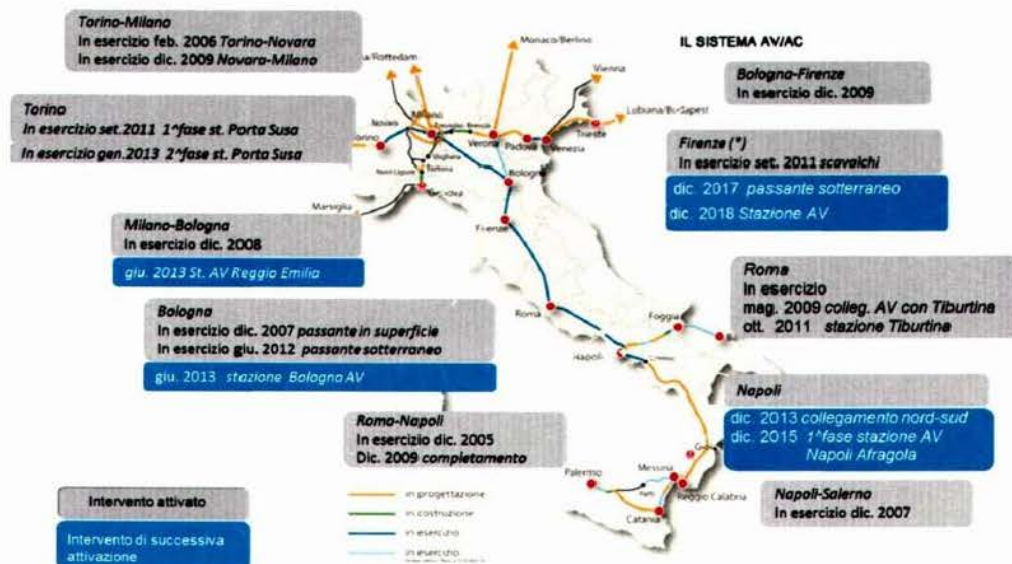 Torino-Milano
In esercizio feb. 2006 Torino-Novara
In esercizio dic. 2009 Novara-Milano
Monaco/Berlino
IL SISTEMA AV/AC
Vienna
Bologna-Firenze
In esercizio dic. 2009
Lubiana/Budapest
Torino
In esercizio set.2011 1^fase st. Porta Susa
In esercizio gen.2013 2^fase st. Porta Susa
Novara
Milano
Verona
Padova
Venezia
Trieste
Tortona
Bologna
Marsiglia
Firenze (*)
In esercizio set. 2011 scavalchi
dic. 2017 passante sotterraneo
dic. 2018 Stazione AV
Milano-Bologna
In esercizio dic. 2008
giu. 2013 St. AV Reggio Emilia
Firenze
Roma
In esercizio
mag. 2009 colleg. AV con Tiburtina
ott. 2011 stazione Tiburtina
Bologna
In esercizio dic. 2007 passante in superficie
In esercizio giu. 2012 passante sotterraneo
giu. 2013 stazione Bologna AV
Roma
Foggia
Napoli
Napoli
dic. 2013 collegamento nord-sud
dic. 2015 1^fase stazione AV
Napoli Afragola
Roma-Napoli
In esercizio dic. 2005
Dic. 2009 completamento
Palermo
Messina
Reggio Calabria
Catania
Napoli-Salerno
In esercizio dic. 2007
Intervento attivato
Intervento di successiva
attivazione
in progettazione
in costruzione
in esercizio
in esercizio